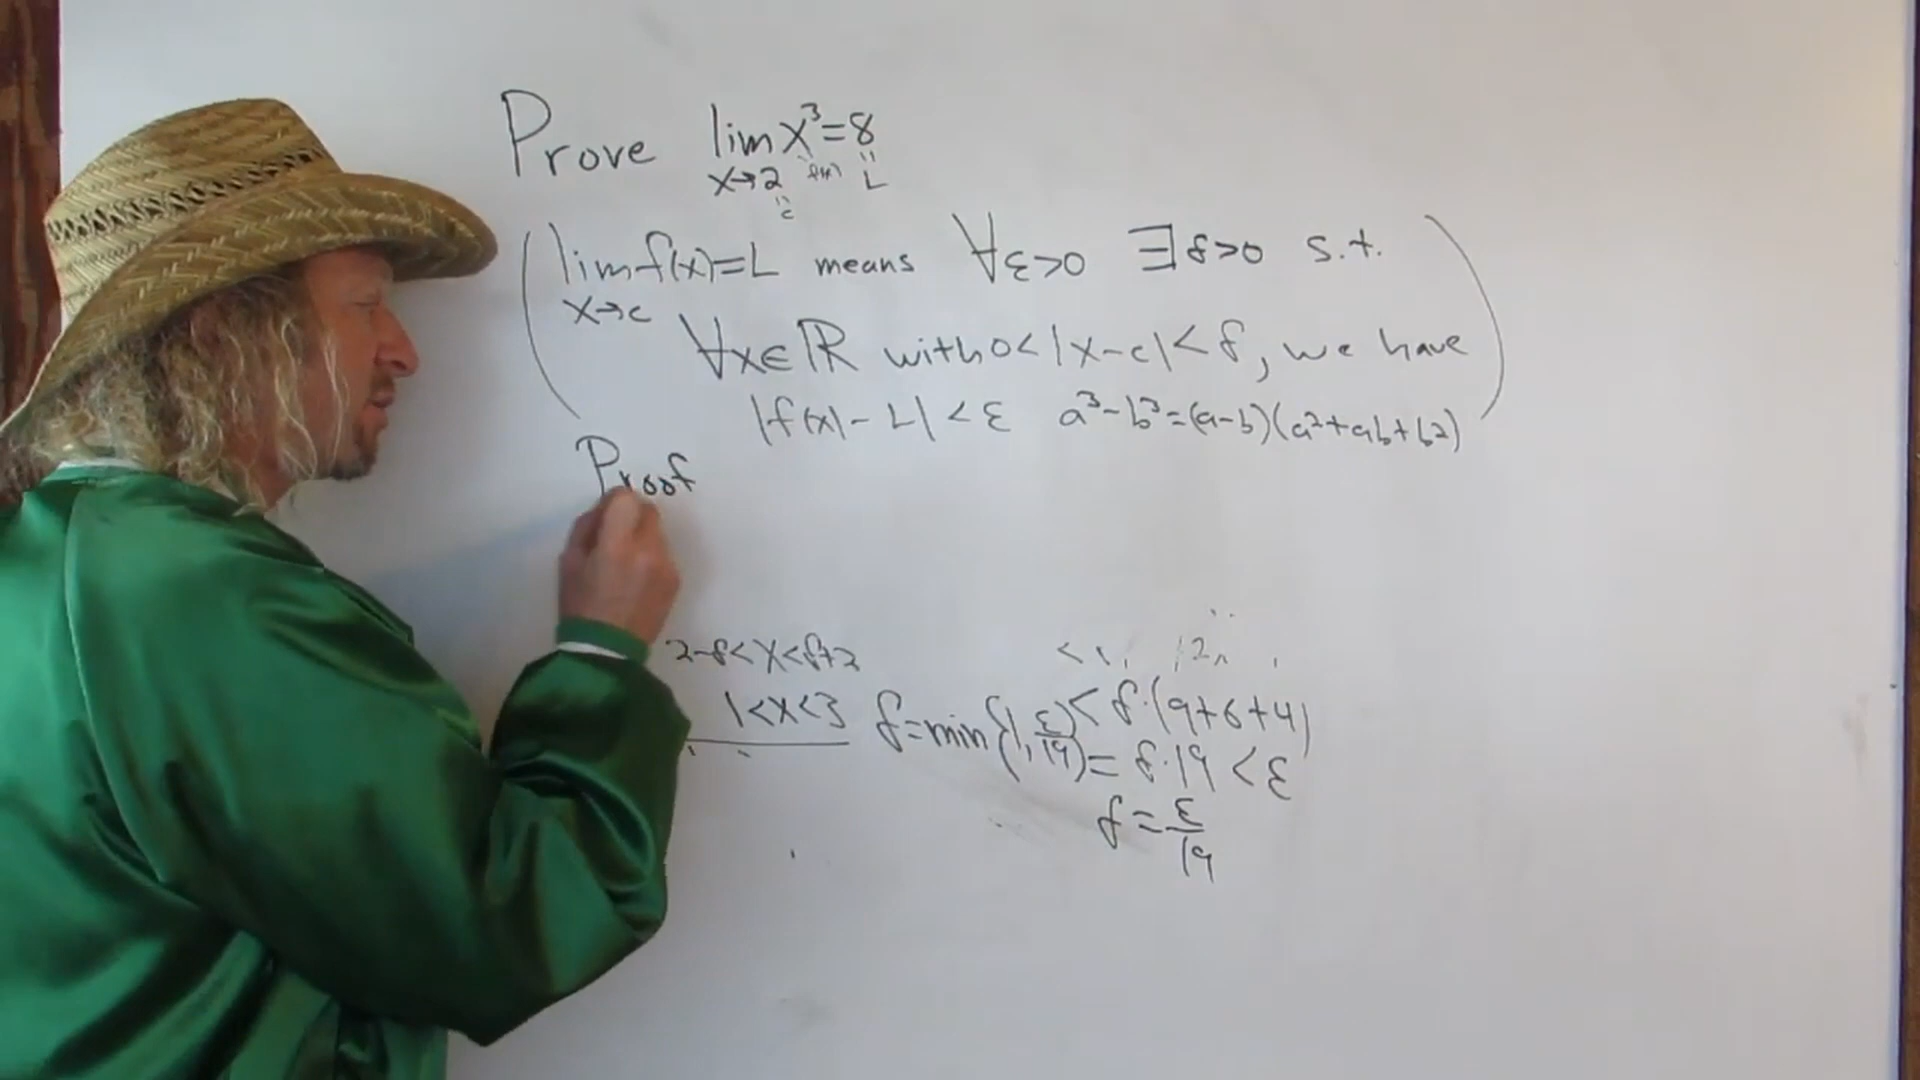 Prove lim x³ = 8
x→2 f(x) L
c
lim f(x) = L means ∀ε>0 ∃δ>0 s.t.
x→c
∀x∈ℝ with 0<|x-c|<δ, we have
|f(x)-L|<ε a³-b³=(a-b)(a²+ab+b²)
Proof
2-δ<x<δ+2
1<x<3 δ=min{1, ε/19} <δ·(9+6+4)
=δ·19<ε
δ=ε/19